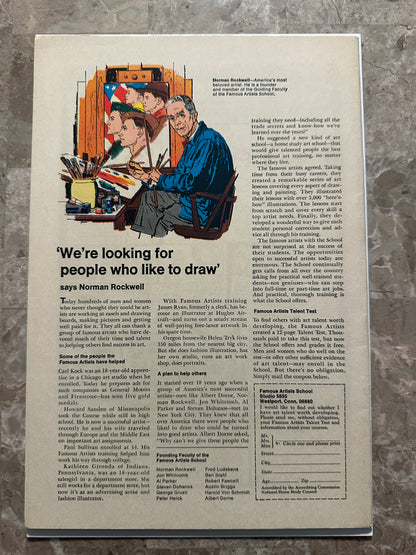 Norman Rockwell—America's most
beloved artist. He is a founder
and member of the Guiding Faculty
of the Famous Artists School.
'We're looking for
people who like to draw'
says Norman Rockwell
Today hundreds of men and women
who never thought they could be art-
ists are working at easels and drawing
boards, making pictures and getting
well paid for it. They all can thank a
group of famous artists who have de-
voted much of their time and talent
to helping others find success in art.
Some of the people the
Famous Artists have helped
Carl Kock was an 18-year-old appren-
tice in a Chicago art studio when he
enrolled. Today he prepares ads for
such companies as General Motors
and Firestone—has won five gold
medals.
Howard Sanden of Minneapolis
took the Course while still in high
school. He is now a successful artist—
recently he and his wife traveled
through Europe and the Middle East
on important art assignments.
Paul Sullivan enrolled at 14. His
Famous Artists training helped him
work his way through college.
Kathleen Gironda of Indiana,
Pennsylvania, was an 18-year-old
salesgirl in a department store. She
still works for a department store, but
now it's as an advertising artist and
fashion illustrator.
With Famous Artists training
James Ryan, formerly a clerk, has
become an illustrator at Hughes Air-
craft—and turns out a steady stream
of well-paying free-lance artwork in
his spare time.
Oregon housewife Helen Tryk lives
150 miles from the nearest big city.
But she does fashion illustration, has
her own studio, runs an art work
shop at night.
A plan to help others
It started over 18 years ago when a
group of America's most successful
artists—men like Albert Dorne, Nor-
man Rockwell, Jon Whitcomb, Al
Parker and Stevan Dohanos—met in
New York City. They knew that all
over America there were people who
liked to draw who could be turned
into good artists. Albert Dorne asked,
"Why can't we give these people the
Founding Faculty of the
Famous Artists School
Norman Rockwell
Jon Whitcomb
Al Parker
Stevan Dohanos
George Giusti
Peter Helck
Fred Ludekens
Ben Stahl
Robert Fawcett
Austin Briggs
Harold Von Schmidt
Albert Dorne
training they need—including all the
trade secrets and know-how we've
learned over the years?"
He suggested a new kind of art
school—a home study art school—that
would give talented people the best
professional art training, no matter
where they live.
The famous artists agreed. Taking
time from their busy careers, they
created a remarkable series of art
lessons covering every aspect of draw-
ing and painting. They illustrated
their lessons with over 5,000 "here's-
how" illustrations. The lessons start
from scratch and cover every skill a
top artist needs. Finally, they de-
veloped a wonderful way to give each
student personal correction and ad-
vice all through his training.
The famous artists with the School
are not surprised at the success of
their students. The opportunities
open to successful artists today are
enormous. The School continually
gets calls from all over the country
asking for practical well-trained stu-
dents—not geniuses—who can step
into full-time or part-time art jobs.
And practical, thorough training is
what the School offers.
Famous Artists Talent Test
To find others with art talent worth
developing, the Famous Artists
created a 12-page Talent Test. Thou-
sands paid to take this test, but now
the School offers and grades it free.
Men and women who do well on the
test—or offer other sufficient evidence
of art talent—may enroll in the
School. But there's no obligation.
Simply mail the coupon below.
Famous Artists School
Studio 5655
Westport, Conn. 06880
I would like to find out whether I
have art talent worth developing.
Please send me, without obligation,
your Famous Artists Talent Test and
information about your courses.
Mr.
Mrs.
Miss
Circle one and please print
Street
City
State
Age
Zip
Accredited by the Accrediting Commission
National Home Study Council